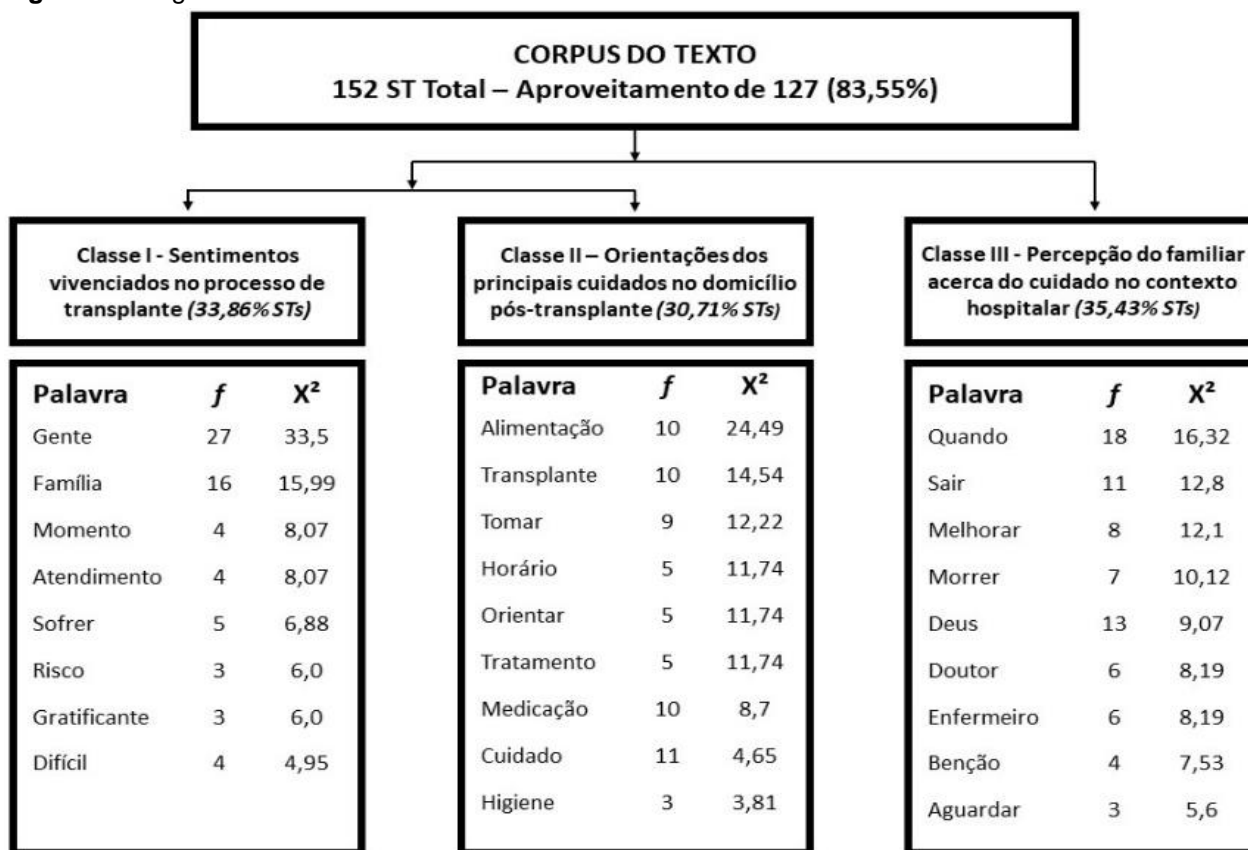 CORPUS DO TEXTO
152 ST Total – Aproveitamento de 127 (83,55%)
Classe I - Sentimentos
vivenciados no processo de
transplante (33,86% STs)
Palavra f X²
Gente 27 33,5
Família 16 15,99
Momento 4 8,07
Atendimento 4 8,07
Sofrer 5 6,88
Risco 3 6,0
Gratificante 3 6,0
Difícil 4 4,95
Classe II – Orientações dos
principais cuidados no domicílio
pós-transplante (30,71% STs)
Palavra f X²
Alimentação 10 24,49
Transplante 10 14,54
Tomar 9 12,22
Horário 5 11,74
Orientar 5 11,74
Tratamento 5 11,74
Medicação 10 8,7
Cuidado 11 4,65
Higiene 3 3,81
Classe III - Percepção do familiar
acerca do cuidado no contexto
hospitalar (35,43% STs)
Palavra f X²
Quando 18 16,32
Sair 11 12,8
Melhorar 8 12,1
Morrer 7 10,12
Deus 13 9,07
Doutor 6 8,19
Enfermeiro 6 8,19
Benção 4 7,53
Aguardar 3 5,6